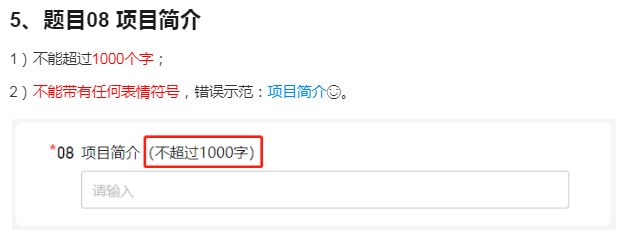 5、题目08 项目简介
1）不能超过1000个字；
2）不能带有任何表情符号，错误示范：项目简介☺。
*08 项目简介（不超过1000字）
请输入